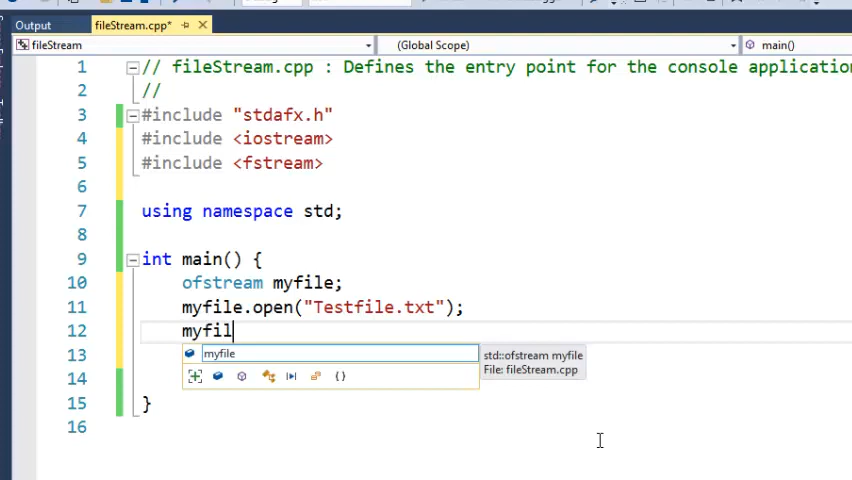 Output fileStream.cpp*
fileStream (Global Scope) main()
1 // fileStream.cpp : Defines the entry point for the console application
2 //
3 #include "stdafx.h"
4 #include <iostream>
5 #include <fstream>
6
7 using namespace std;
8
9 int main() {
10 ofstream myfile;
11 myfile.open("Testfile.txt");
12 myfil
13 myfile std::ofstream myfile
File: fileStream.cpp
14
15 }
16